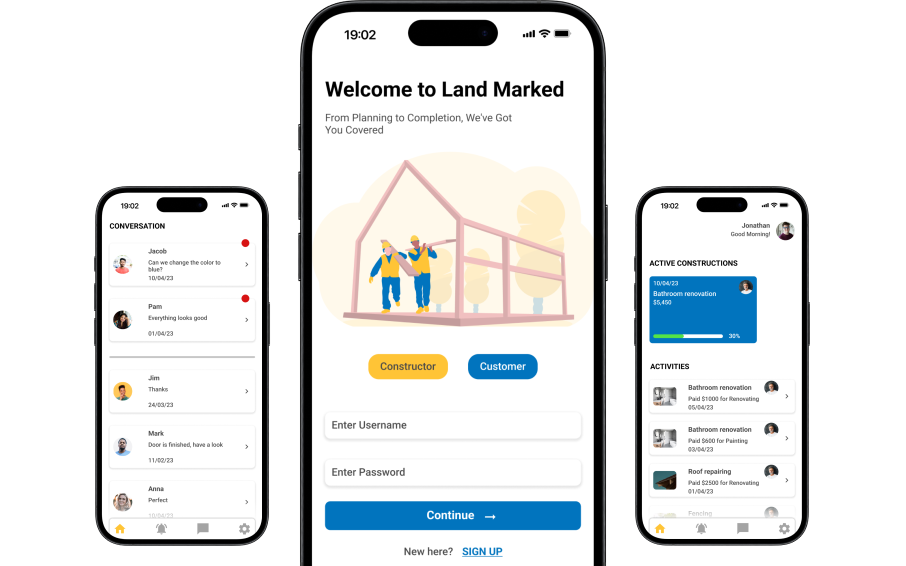 19:02
CONVERSATION
Jacob
Can we change the color to
blue?
10/04/23
Pam
Everything looks good
01/04/23
Jim
Thanks
24/03/23
Mark
Door is finished, have a look
11/02/23
Anna
Perfect
10/04/23
19:02
Welcome to Land Marked
From Planning to Completion, We've Got
You Covered
Constructor
Customer
Enter Username
Enter Password
Continue →
New here? SIGN UP
19:02
Jonathan
Good Morning!
ACTIVE CONSTRUCTIONS
10/04/23
Bathroom renovation
$5,450
30%
ACTIVITIES
Bathroom renovation
Paid $1000 for Renovating
05/04/23
Bathroom renovation
Paid $600 for Painting
03/04/23
Roof repairing
Paid $2500 for Renovating
01/04/23
Fencing